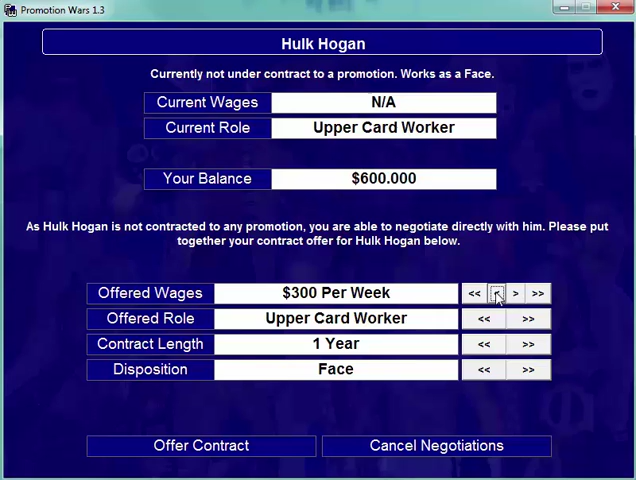 Promotion Wars 1.3
Hulk Hogan
Currently not under contract to a promotion. Works as a Face.
Current Wages N/A
Current Role Upper Card Worker
Your Balance $600.000
As Hulk Hogan is not contracted to any promotion, you are able to negotiate directly with him. Please put
together your contract offer for Hulk Hogan below.
Offered Wages $300 Per Week << < > >>
Offered Role Upper Card Worker << >>
Contract Length 1 Year << >>
Disposition Face << >>
Offer Contract Cancel Negotiations